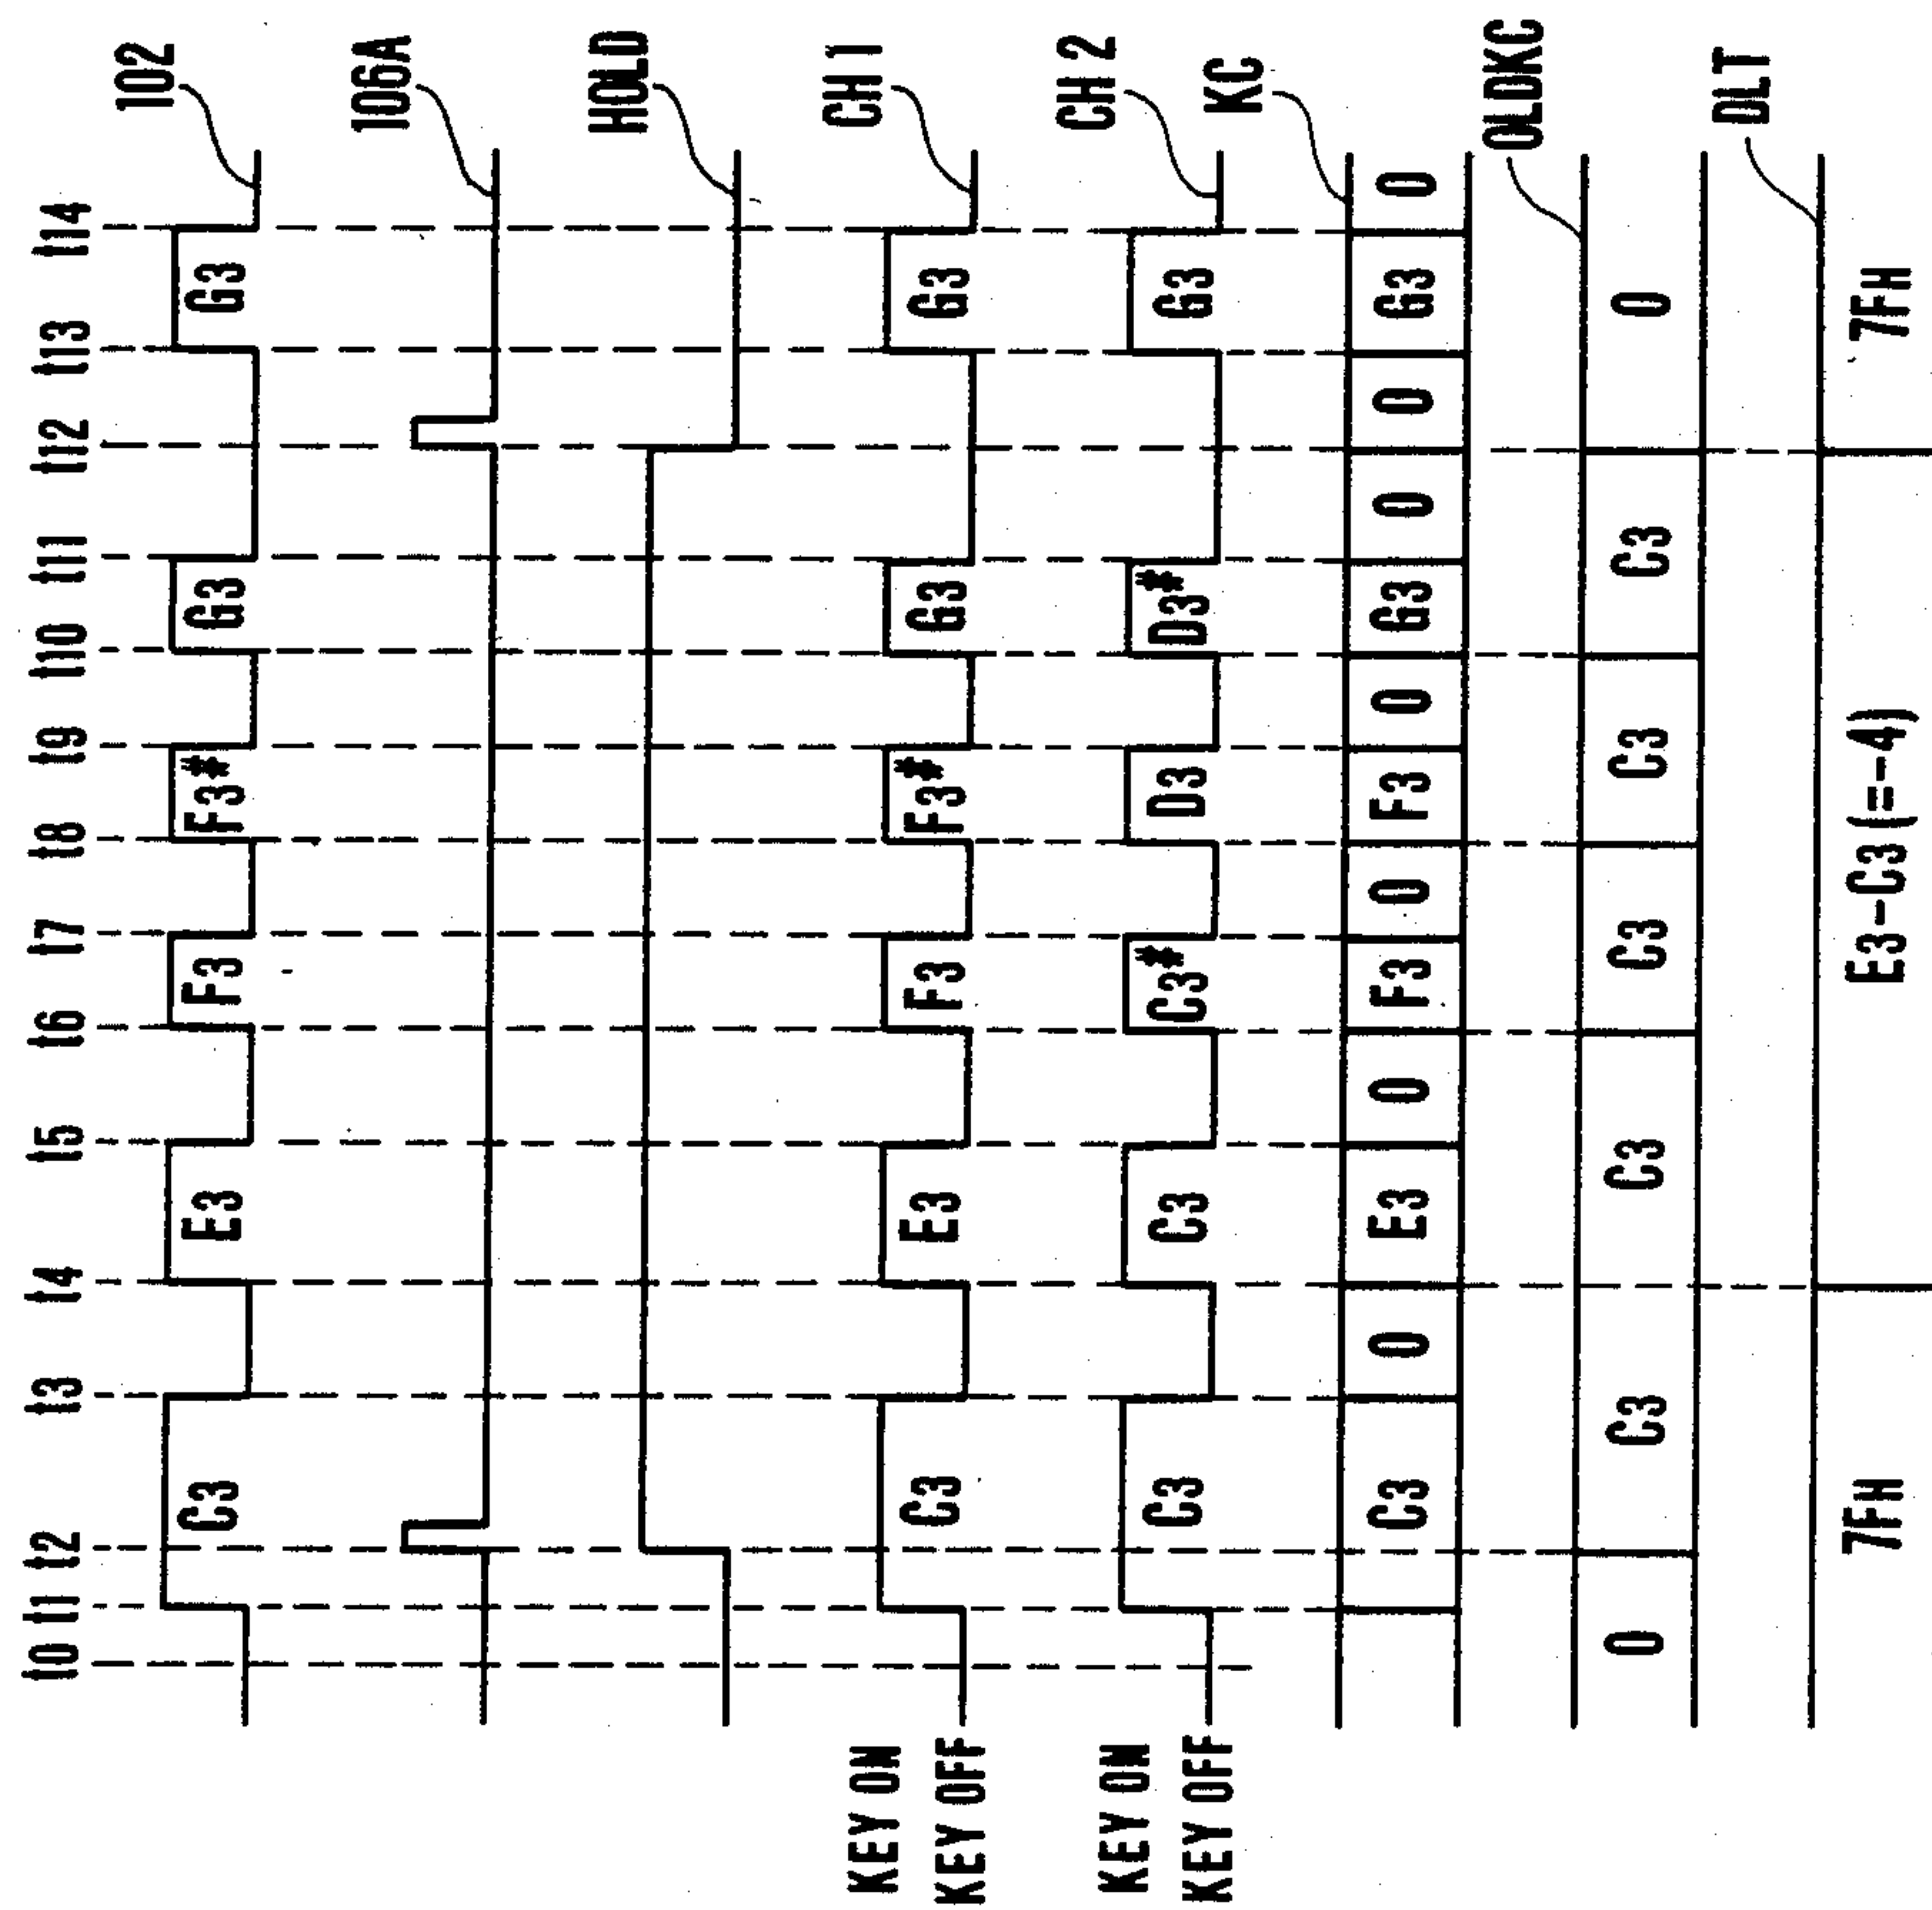 t0 t1 t2 t3 t4 t5 t6 t7 t8 t9 t10 t11 t12 t13 t14
C3 E3 F3 F3# G3 G3 102
106A
HOLD
KEY ON
KEY OFF
C3 E3 F3 F3# G3 G3 CH 1
KEY ON
KEY OFF
C3 C3 C3# D3 D3# G3 CH 2
C3 0 E3 0 F3 0 F3 0 G3 0 0 G3 0 KC
0 C3 C3 C3 C3 C3 0 OLDKC
7FH E3-C3(=-4) 7FH DLT